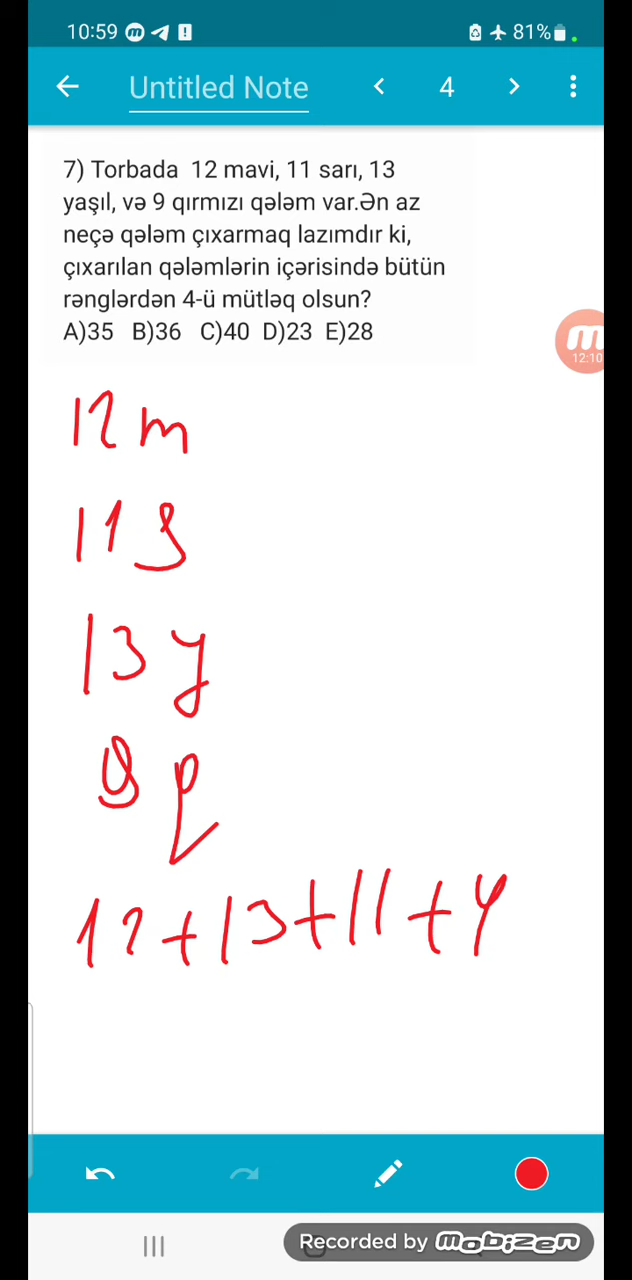 10:59 81%
Untitled Note < 4 >
7) Torbada 12 mavi, 11 sarı, 13
yaşıl, və 9 qırmızı qələm var.Ən az
neçə qələm çıxarmaq lazımdır ki,
çıxarılan qələmlərin içərisində bütün
rənglərdən 4-ü mütləq olsun?
A)35 B)36 C)40 D)23 E)28
m
12:10
12 m
11 s
13 y
9 q
12+13+11+4
Recorded by mobizen